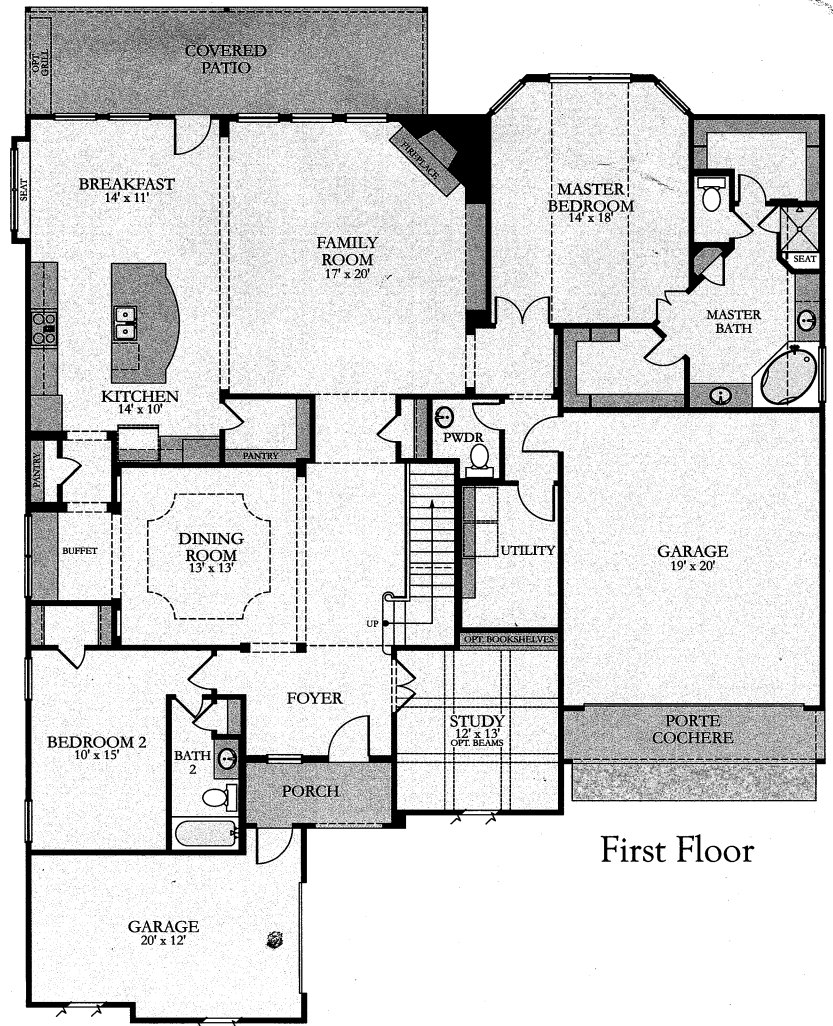 COVERED
PATIO
OPT.
GRILL
BREAKFAST
14' x 11'
SEAT
FIREPLACE
FAMILY
ROOM
17' x 20'
MASTER
BEDROOM
14' x 18'
SEAT
MASTER
BATH
KITCHEN
14' x 10'
PANTRY
PWDR
PANTRY
BUFFET
DINING
ROOM
13' x 13'
UTILITY
GARAGE
19' x 20'
UP
OPT. BOOKSHELVES
FOYER
STUDY
12' x 13'
OPT. BEAMS
PORTE
COCHERE
BEDROOM 2
10' x 15'
BATH
2
PORCH
First Floor
GARAGE
20' x 12'